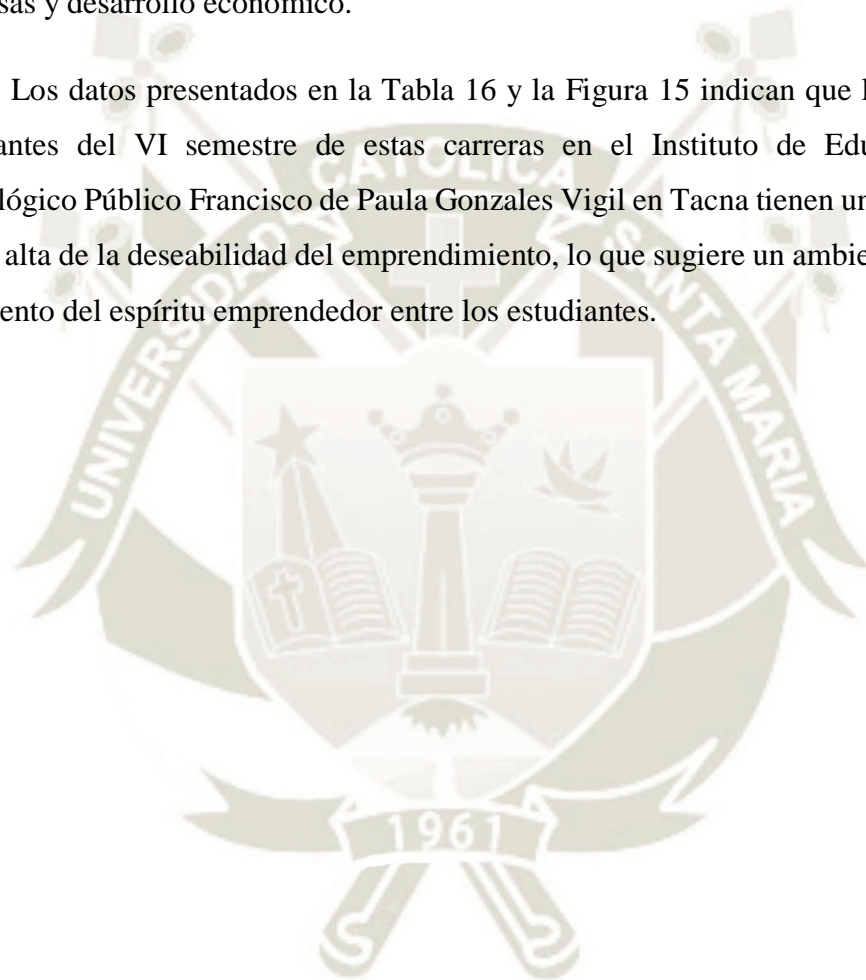 sas y desarrollo económico.
Los datos presentados en la Tabla 16 y la Figura 15 indican que l
antes del VI semestre de estas carreras en el Instituto de Edu
lógico Público Francisco de Paula Gonzales Vigil en Tacna tienen un
alta de la deseabilidad del emprendimiento, lo que sugiere un ambie
ento del espíritu emprendedor entre los estudiantes.
UNIVERSIDAD CATOLICA SANTA MARIA
1961